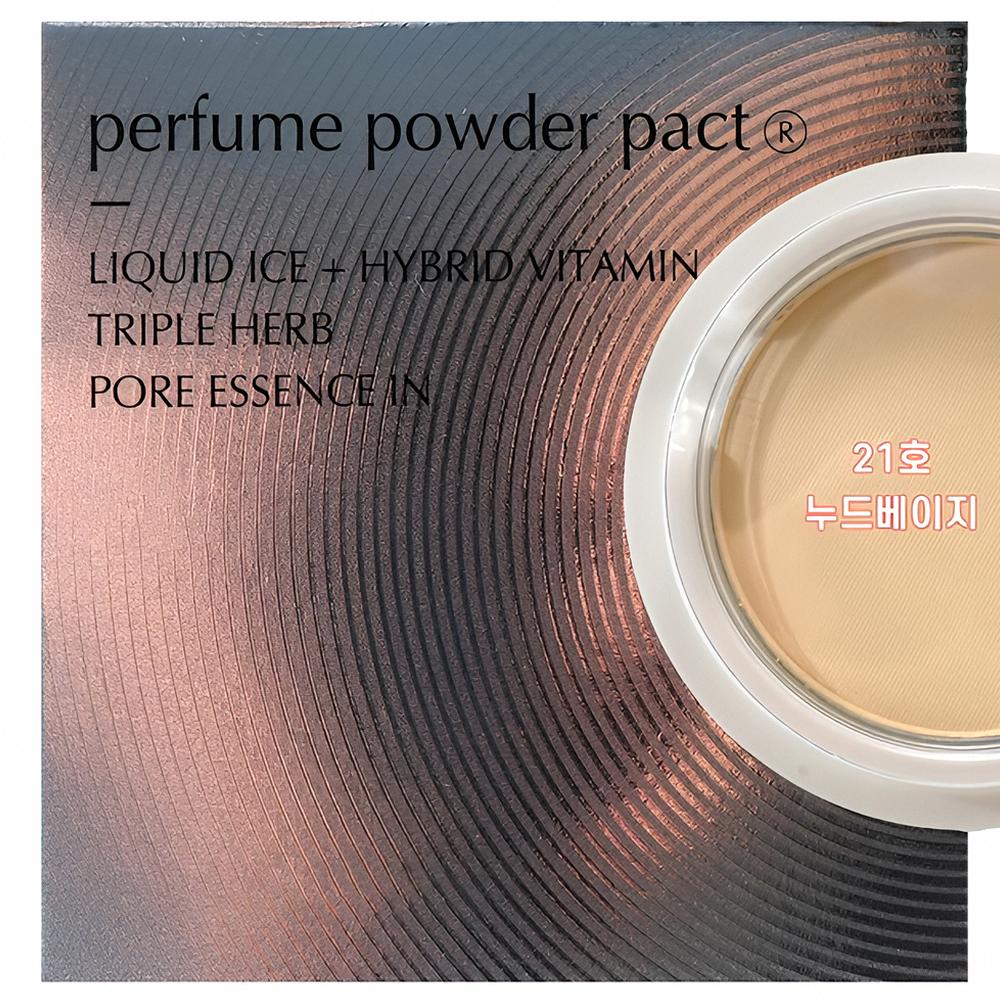 perfume powder pact ®
LIQUID ICE + HYBRID VITAMIN
TRIPLE HERB
PORE ESSENCE IN
21호
누드베이지